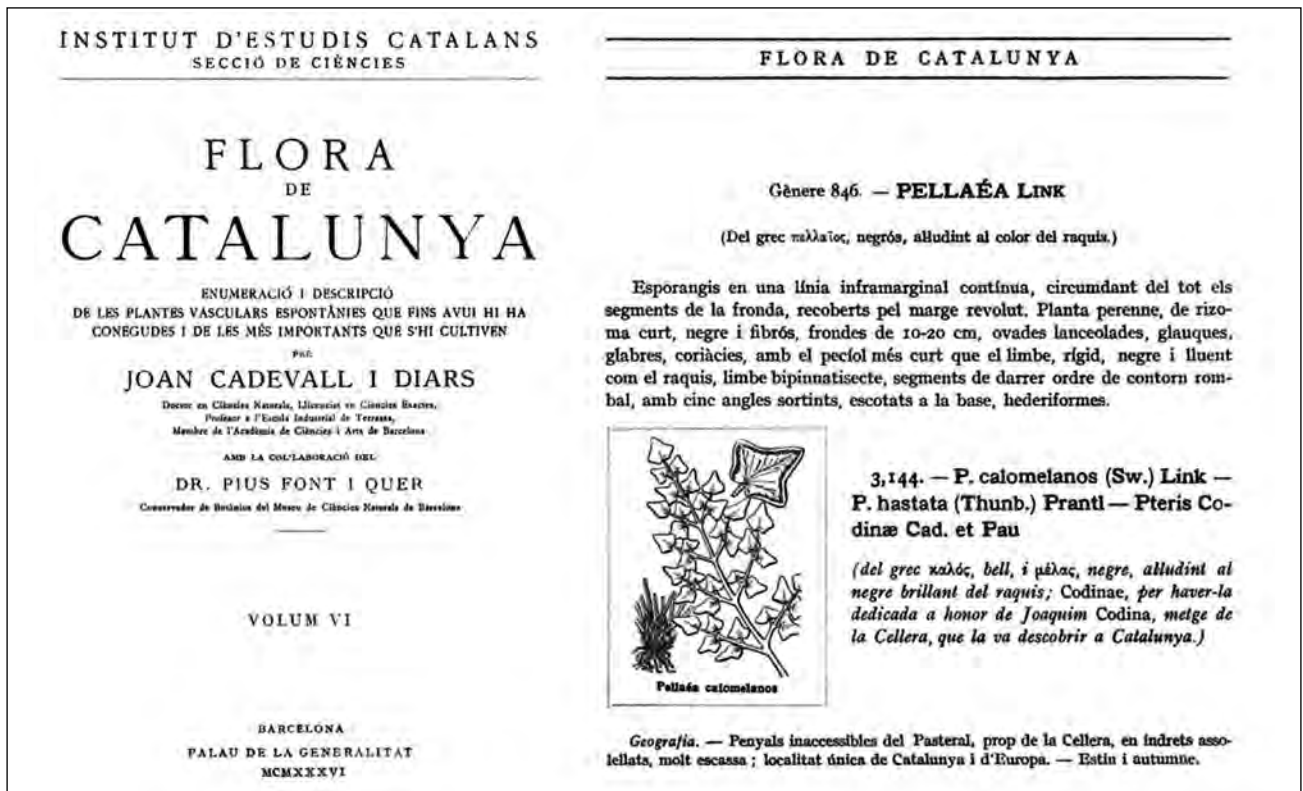 INSTITUT D'ESTUDIS CATALANS
SECCIÓ DE CIÈNCIES
FLORA
DE
CATALUNYA
ENUMERACIÓ I DESCRIPCIÓ
DE LES PLANTES VASCULARS ESPONTÀNIES QUE FINS AVUI HI HA
CONEGUDES I DE LES MÉS IMPORTANTS QUE S'HI CULTIVEN
PER
JOAN CADEVALL I DIARS
Doctor en Ciències Naturals, Llicenciat en Ciències Exactes,
Professor a l'Escola Industrial de Terrassa,
Membre de l'Acadèmia de Ciències i Arts de Barcelona
AMB LA COL·LABORACIÓ DEL
DR. PIUS FONT I QUER
Conservador de Botànica del Museu de Ciències Naturals de Barcelona
VOLUM VI
BARCELONA
PALAU DE LA GENERALITAT
MCMXXXVI
FLORA DE CATALUNYA
Gènere 846. — PELLAÉA LINK
(Del grec πελλαῖος, negrós, al·ludint al color del raquis.)
Esporangis en una línia inframarginal contínua, circumdant del tot els
segments de la fronda, recoberts pel marge revolut. Planta perenne, de rizo-
ma curt, negre i fibrós, frondes de 10-20 cm, ovades lanceolades, glauques,
glabres, coriàcies, amb el pecíol més curt que el limbe, rígid, negre i lluent
com el raquis, limbe bipinnatisecte, segments de darrer ordre de contorn rom-
bal, amb cinc angles sortints, escotats a la base, hederiformes.
Pellaéa calomelanos
3,144. — P. calomelanos (Sw.) Link —
P. hastata (Thunb.) Prantl — Pteris Co-
dinæ Cad. et Pau
(del grec καλός, bell, i μέλας, negre, al·ludint al
negre brillant del raquis; Codinae, per haver-la
dedicada a honor de Joaquim Codina, metge de
la Cellera, que la va descobrir a Catalunya.)
Geografia. — Penyals inaccessibles del Pasteral, prop de la Cellera, en indrets asso-
lellats, molt escassa; localitat única de Catalunya i d'Europa. — Estiu i autumne.